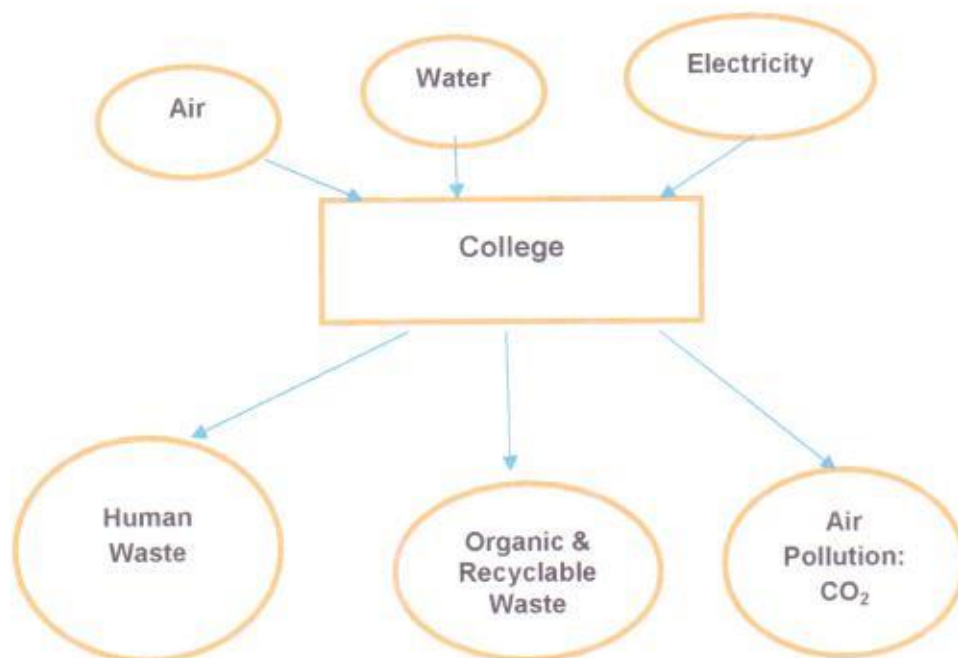 Air
Water
Electricity
College
Human
Waste
Organic &
Recyclable
Waste
Air
Pollution:
CO₂